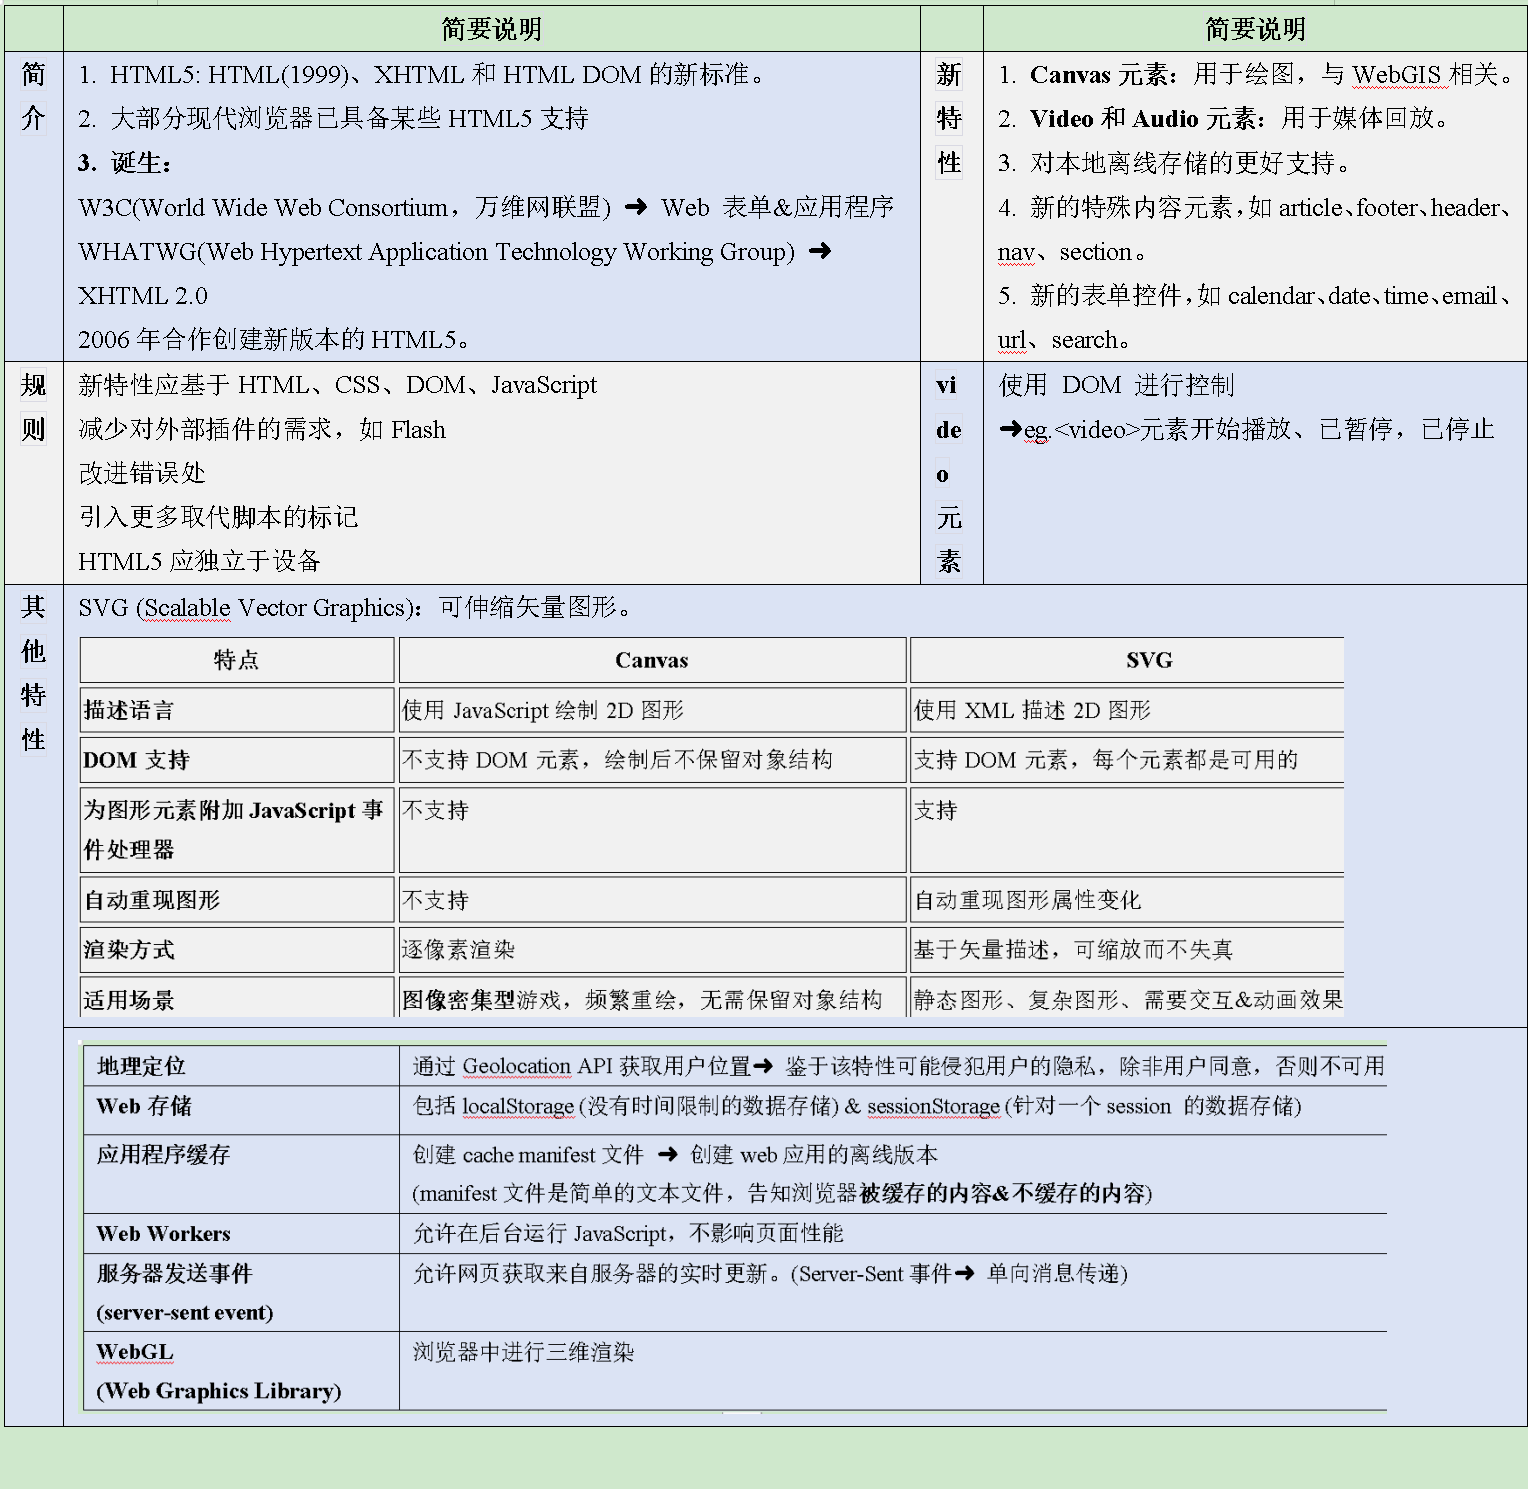 简要说明
简要说明
简
介
1. HTML5: HTML(1999)、XHTML 和 HTML DOM 的新标准。
2. 大部分现代浏览器已具备某些 HTML5 支持
3. 诞生：
W3C(World Wide Web Consortium，万维网联盟) ➜ Web 表单&应用程序
WHATWG(Web Hypertext Application Technology Working Group) ➜
XHTML 2.0
2006 年合作创建新版本的 HTML5。
新
特
性
1. Canvas 元素：用于绘图，与 WebGIS 相关。
2. Video 和 Audio 元素：用于媒体回放。
3. 对本地离线存储的更好支持。
4. 新的特殊内容元素，如 article、footer、header、
nav、section。
5. 新的表单控件，如 calendar、date、time、email、
url、search。
规
则
新特性应基于 HTML、CSS、DOM、JavaScript
减少对外部插件的需求，如 Flash
改进错误处
引入更多取代脚本的标记
HTML5 应独立于设备
vi
de
o
元
素
使用 DOM 进行控制
➜eg.<video>元素开始播放、已暂停，已停止
其
他
特
性
SVG (Scalable Vector Graphics)：可伸缩矢量图形。
特点 Canvas SVG
描述语言 使用 JavaScript 绘制 2D 图形 使用 XML 描述 2D 图形
DOM 支持 不支持 DOM 元素，绘制后不保留对象结构 支持 DOM 元素，每个元素都是可用的
为图形元素附加 JavaScript 事 不支持 支持
件处理器
自动重现图形 不支持 自动重现图形属性变化
渲染方式 逐像素渲染 基于矢量描述，可缩放而不失真
适用场景 图像密集型游戏，频繁重绘，无需保留对象结构 静态图形、复杂图形、需要交互&动画效果
地理定位 通过 Geolocation API 获取用户位置➜ 鉴于该特性可能侵犯用户的隐私，除非用户同意，否则不可用
Web 存储 包括 localStorage (没有时间限制的数据存储) & sessionStorage (针对一个 session 的数据存储)
应用程序缓存 创建 cache manifest 文件 ➜ 创建 web 应用的离线版本
(manifest 文件是简单的文本文件，告知浏览器被缓存的内容&不缓存的内容)
Web Workers 允许在后台运行 JavaScript，不影响页面性能
服务器发送事件 允许网页获取来自服务器的实时更新。(Server-Sent 事件➜ 单向消息传递)
(server-sent event)
WebGL 浏览器中进行三维渲染
(Web Graphics Library)